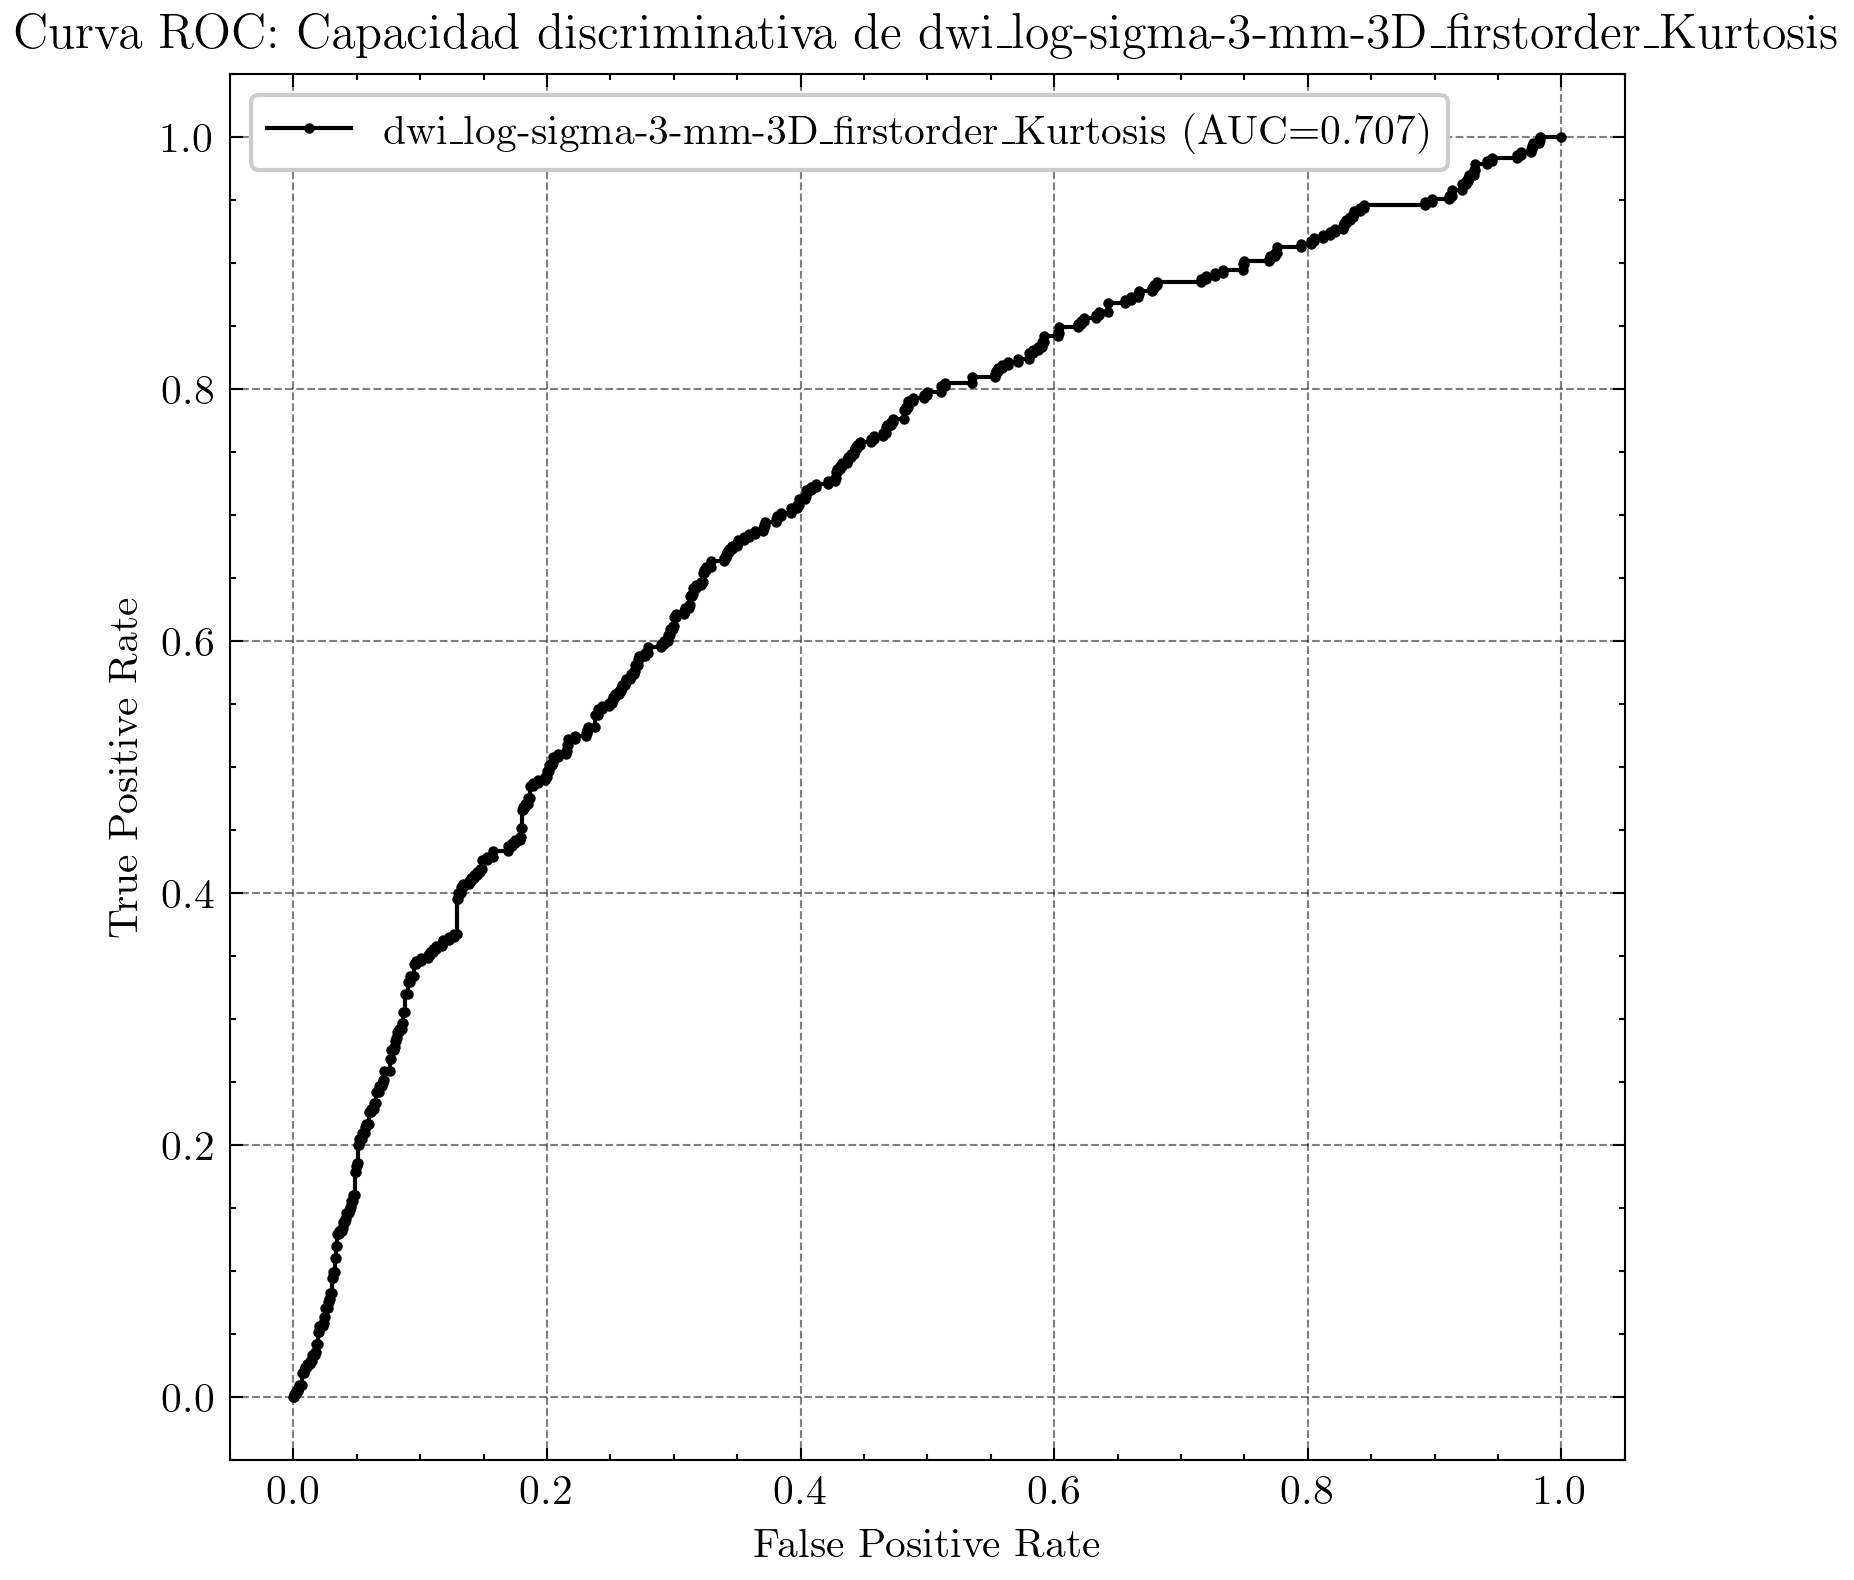 Curva ROC: Capacidad discriminativa de dwi_log-sigma-3-mm-3D_firstorder_Kurtosis
dwi_log-sigma-3-mm-3D_firstorder_Kurtosis (AUC=0.707)
1.0
0.8
0.6
0.4
0.2
0.0
True Positive Rate
0.0 0.2 0.4 0.6 0.8 1.0
False Positive Rate